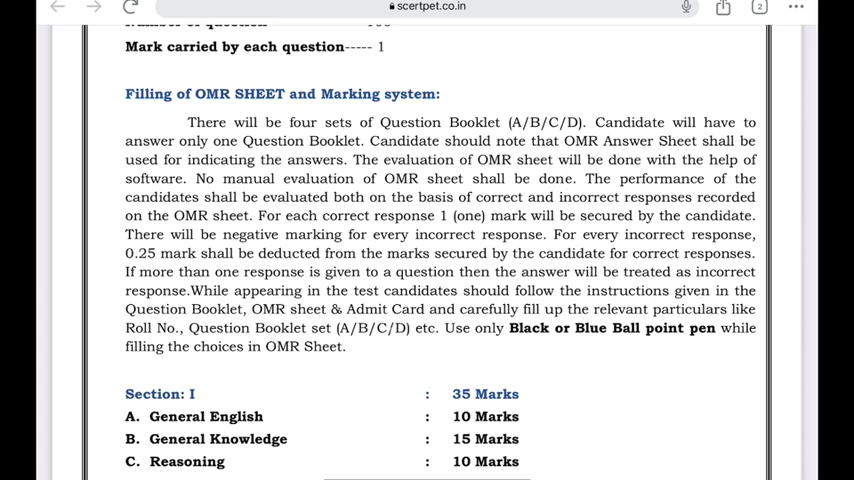 scertpet.co.in
2
Number of question
Mark carried by each question----- 1
Filling of OMR SHEET and Marking system:
There will be four sets of Question Booklet (A/B/C/D). Candidate will have to
answer only one Question Booklet. Candidate should note that OMR Answer Sheet shall be
used for indicating the answers. The evaluation of OMR sheet will be done with the help of
software. No manual evaluation of OMR sheet shall be done. The performance of the
candidates shall be evaluated both on the basis of correct and incorrect responses recorded
on the OMR sheet. For each correct response 1 (one) mark will be secured by the candidate.
There will be negative marking for every incorrect response. For every incorrect response,
0.25 mark shall be deducted from the marks secured by the candidate for correct responses.
If more than one response is given to a question then the answer will be treated as incorrect
response.While appearing in the test candidates should follow the instructions given in the
Question Booklet, OMR sheet & Admit Card and carefully fill up the relevant particulars like
Roll No., Question Booklet set (A/B/C/D) etc. Use only Black or Blue Ball point pen while
filling the choices in OMR Sheet.
Section: I : 35 Marks
A. General English : 10 Marks
B. General Knowledge : 15 Marks
C. Reasoning : 10 Marks